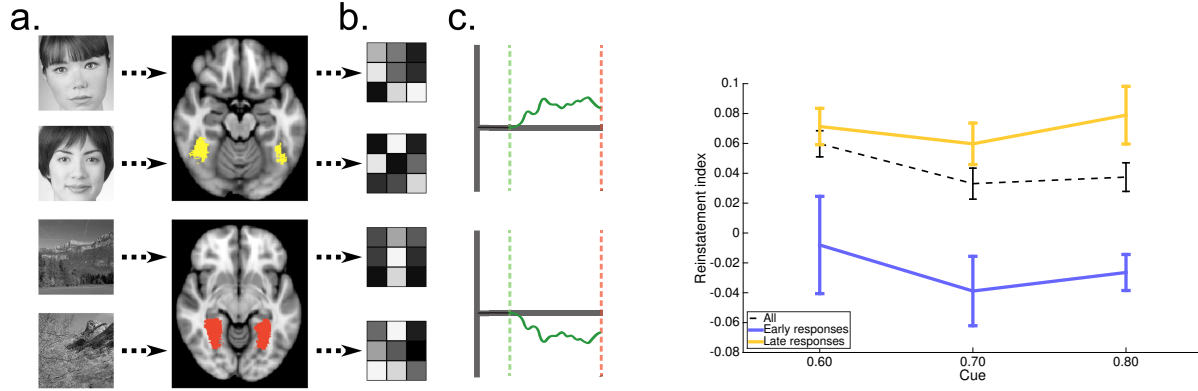 a.
b.
c.
Reinstatement index
0.1
0.08
0.06
0.04
0.02
0
-0.02
-0.04
-0.06
-0.08
All
Early responses
Late responses
0.60
0.70
0.80
Cue